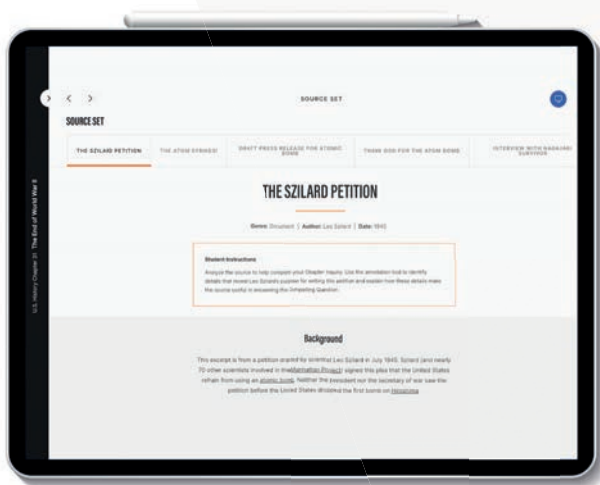 SOURCE SET
SOURCE SET
THE SZILARD PETITION
THE ATOM STRIKES!
DRAFT PRESS RELEASE FOR ATOMIC
BOMB
THANK GOD FOR THE ATOM BOMB
INTERVIEW WITH NAGASAKI
SURVIVOR
U.S. History Chapter 31 The End of World War II
THE SZILARD PETITION
Genre: Document | Author: Leo Szilard | Date: 1945
Student Instructions
Analyze the source to help complete your Chapter Inquiry. Use the annotation tool to identify
details that reveal Leo Szilard's purpose for writing this petition and explain how these details make
this source useful in answering the Compelling Question.
Background
This excerpt is from a petition drafted by scientist Leo Szilard in July 1945. Szilard (and nearly
70 other scientists involved in the Manhattan Project) signed this plea that the United States
refrain from using an atomic bomb. Neither the president nor the secretary of war saw the
petition before the United States dropped the first bomb on Hiroshima.